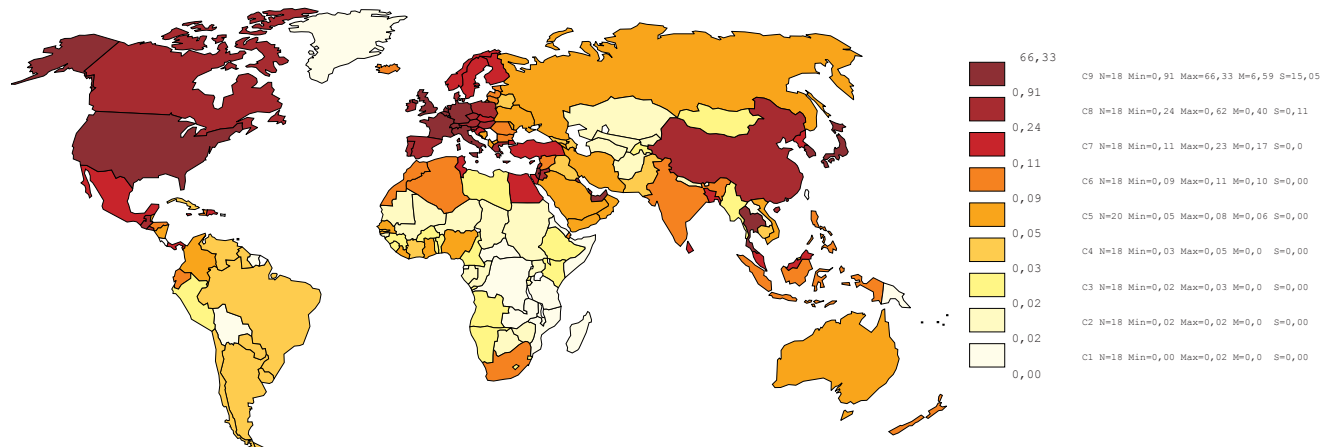 66,33
C9 N=18 Min=0,91 Max=66,33 M=6,59 S=15,05
0,91
C8 N=18 Min=0,24 Max=0,62 M=0,40 S=0,11
0,24
C7 N=18 Min=0,11 Max=0,23 M=0,17 S=0,0
0,11
C6 N=18 Min=0,09 Max=0,11 M=0,10 S=0,00
0,09
C5 N=20 Min=0,05 Max=0,08 M=0,06 S=0,00
0,05
C4 N=18 Min=0,03 Max=0,05 M=0,0 S=0,00
0,03
C3 N=18 Min=0,02 Max=0,03 M=0,0 S=0,00
0,02
C2 N=18 Min=0,02 Max=0,02 M=0,0 S=0,00
0,02
C1 N=18 Min=0,00 Max=0,02 M=0,0 S=0,00
0,00